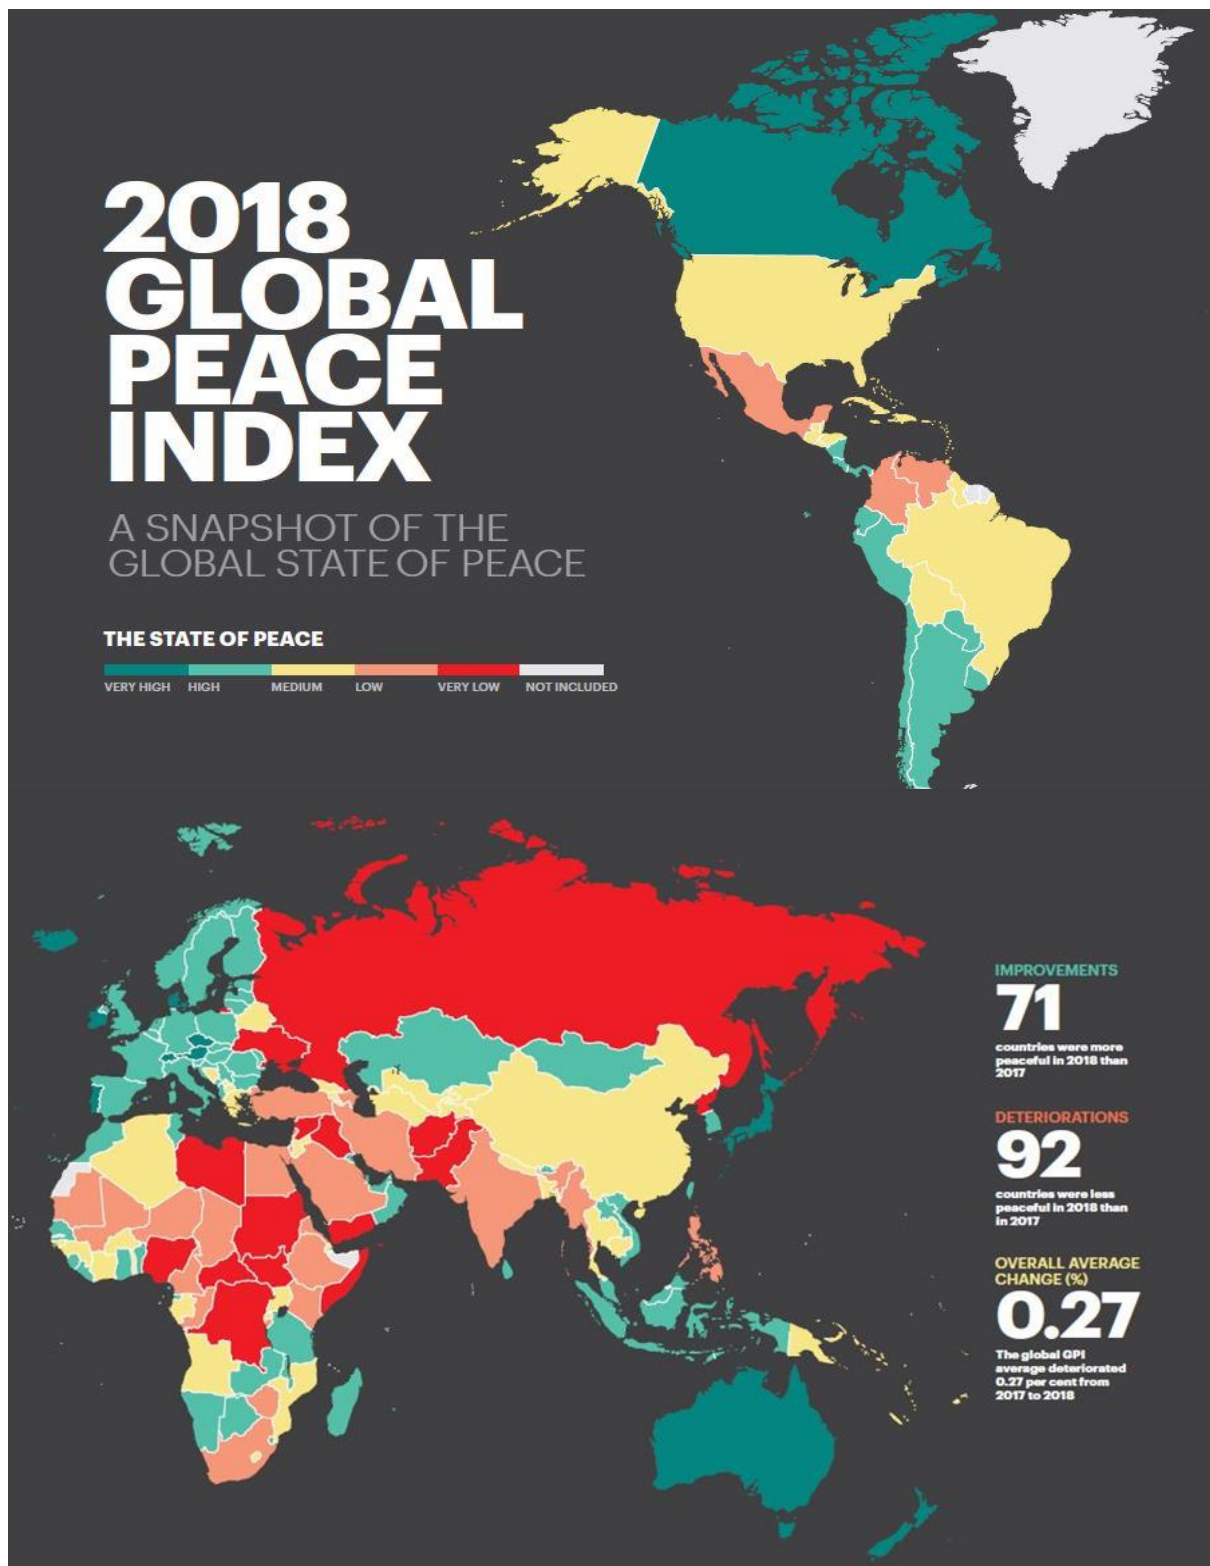 2018
GLOBAL
PEACE
INDEX
A SNAPSHOT OF THE
GLOBAL STATE OF PEACE
THE STATE OF PEACE
VERY HIGH HIGH MEDIUM LOW VERY LOW NOT INCLUDED
IMPROVEMENTS
71
countries were more
peaceful in 2018 than
2017
DETERIORATIONS
92
countries were less
peaceful in 2018 than
in 2017
OVERALL AVERAGE
CHANGE (%)
0.27
The global GPI
average deteriorated
0.27 per cent from
2017 to 2018